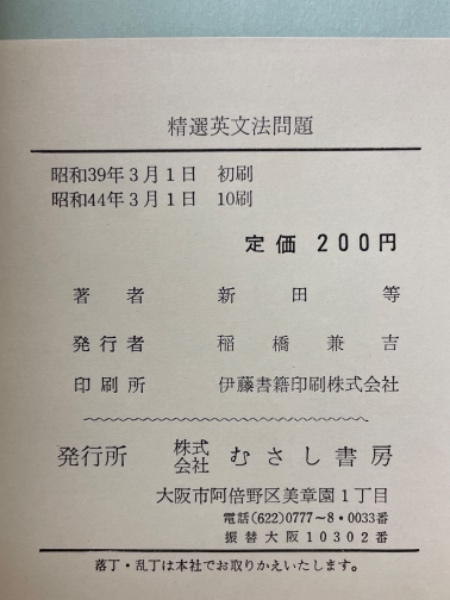 精選英文法問題
昭和39年3月1日 初刷
昭和44年3月1日 10刷
定価 200円
著者 新田等
発行者 稲橋兼吉
印刷所 伊藤書籍印刷株式会社
発行所 株式会社 むさし書房
大阪市阿倍野区美章園1丁目
電話(622)0777~8・0033番
振替大阪10302番
落丁・乱丁は本社でお取りかえいたします。